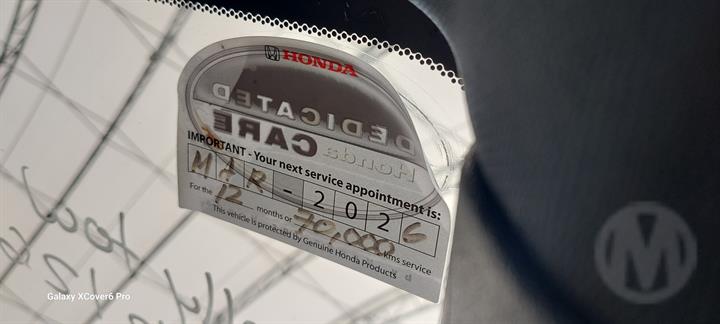 HONDA
DEDICATED
Honda CARE
IMPORTANT - Your next service appointment is:
MAR - 2026
For the 12 months or 70,000 kms service
This vehicle is protected by Genuine Honda Products
Galaxy XCover6 Pro
M